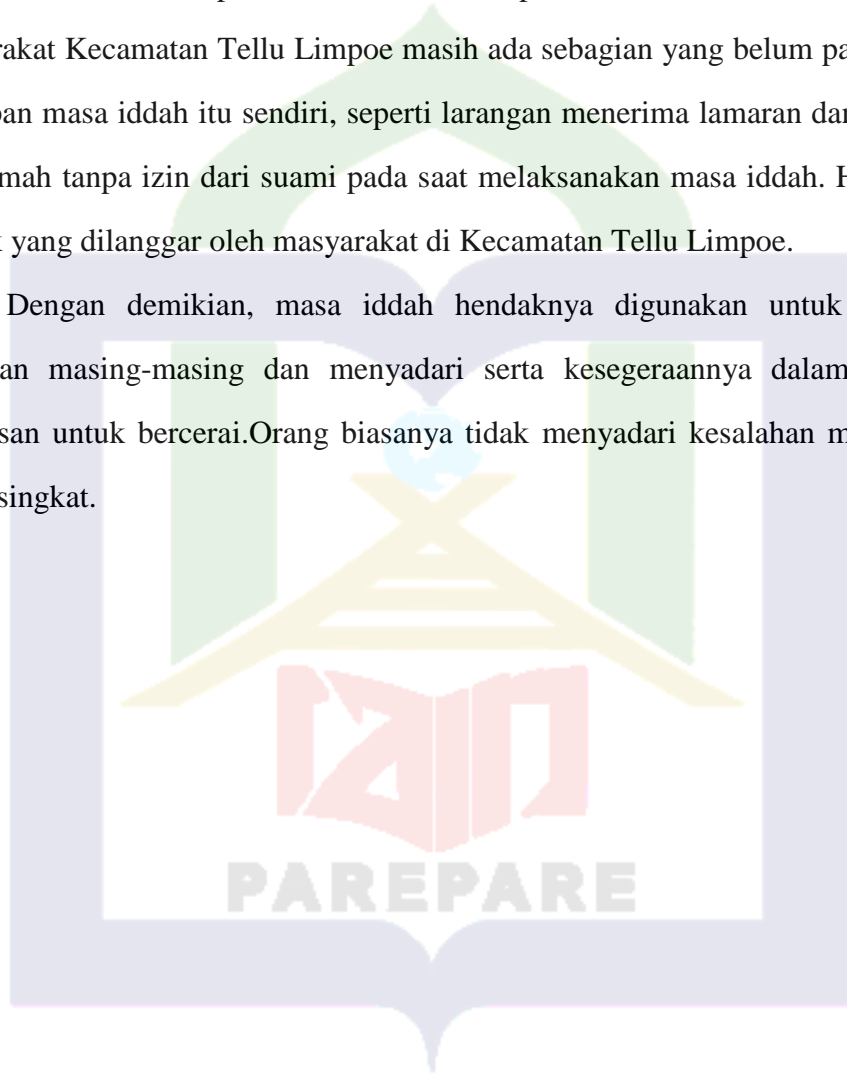 rakat Kecamatan Tellu Limpoe masih ada sebagian yang belum pa
pan masa iddah itu sendiri, seperti larangan menerima lamaran dan
mah tanpa izin dari suami pada saat melaksanakan masa iddah. H
k yang dilanggar oleh masyarakat di Kecamatan Tellu Limpoe.
Dengan demikian, masa iddah hendaknya digunakan untuk
an masing-masing dan menyadari serta kesegeraannya dalam
san untuk bercerai.Orang biasanya tidak menyadari kesalahan m
singkat.
iain
PAREPARE